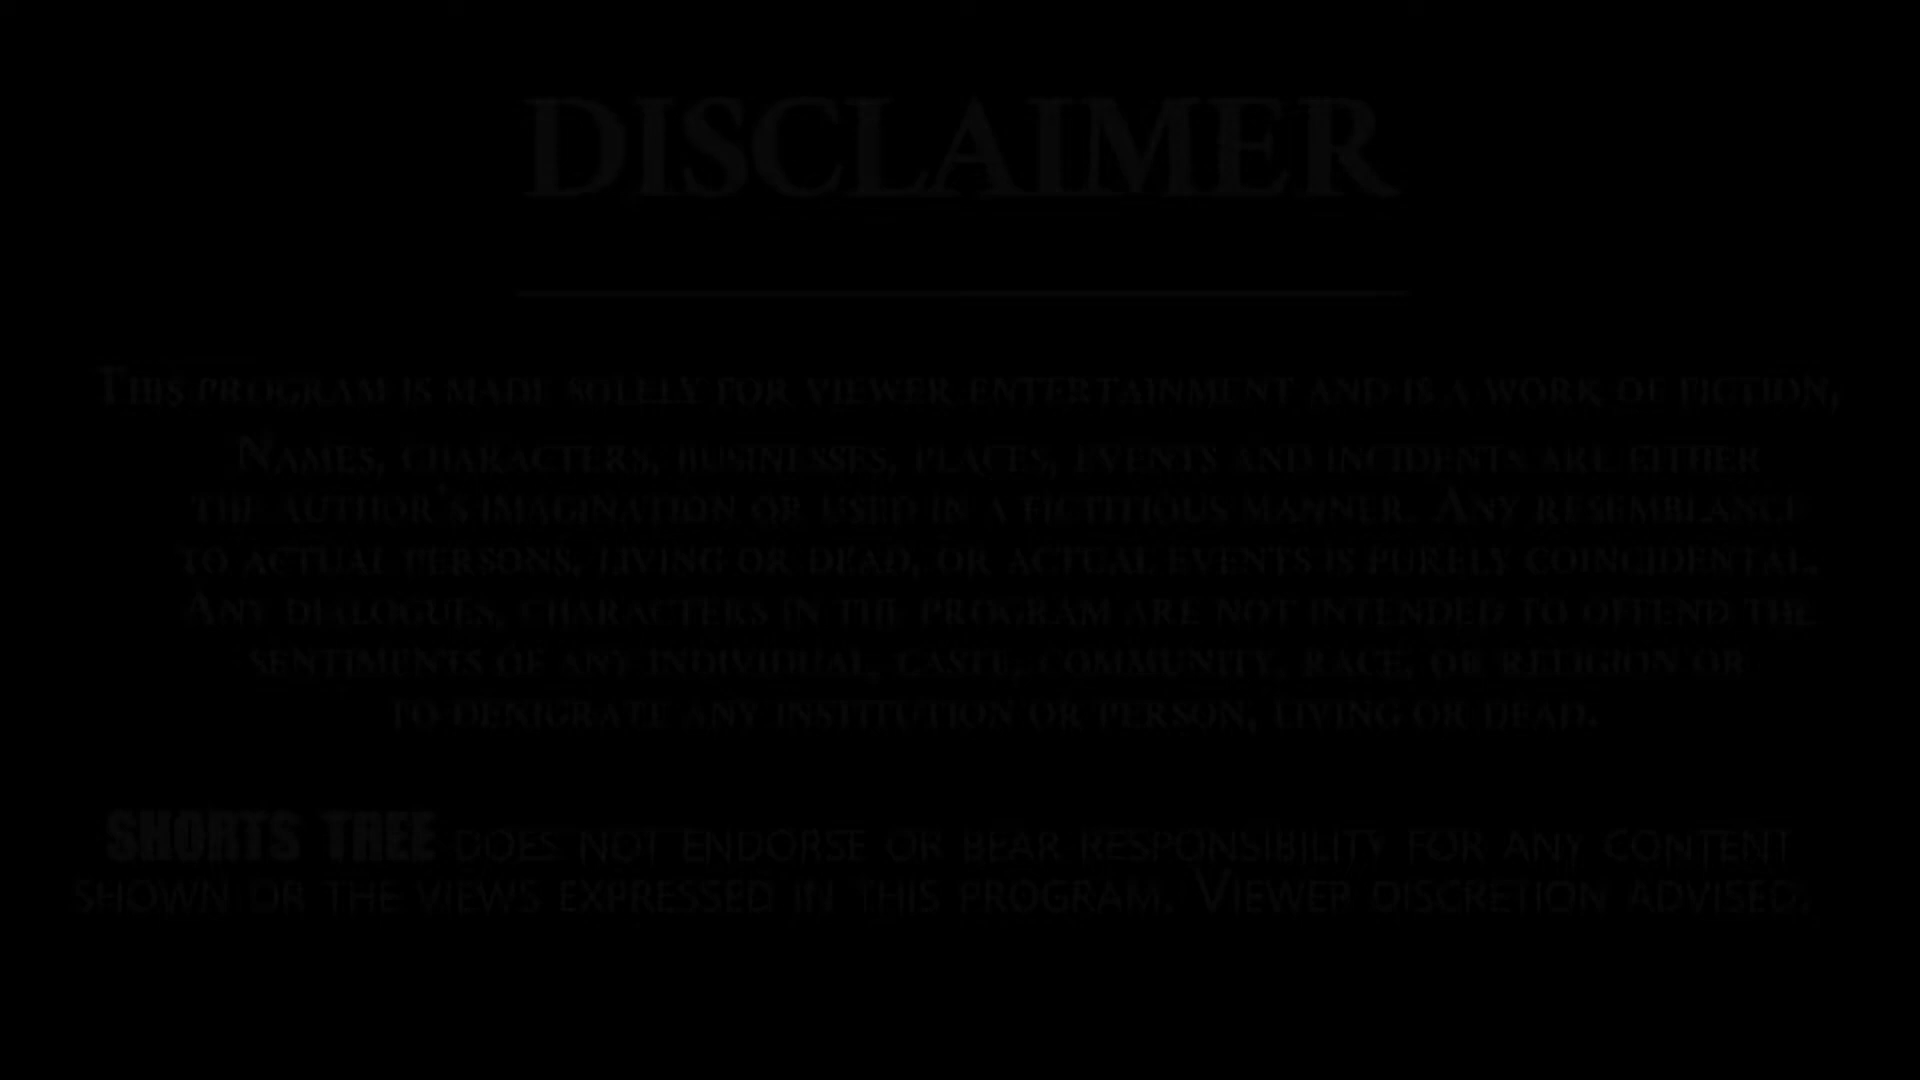 DISCLAIMER
THIS PROGRAM IS MADE SOLELY FOR VIEWER ENTERTAINMENT AND IS A WORK OF FICTION,
NAMES, CHARACTERS, BUSINESSES, PLACES, EVENTS AND INCIDENTS ARE EITHER
THE AUTHOR'S IMAGINATION OR USED IN A FICTITIOUS MANNER. ANY RESEMBLANCE
TO ACTUAL PERSONS, LIVING OR DEAD, OR ACTUAL EVENTS IS PURELY COINCIDENTAL.
ANY DIALOGUES, CHARACTERS IN THE PROGRAM ARE NOT INTENDED TO OFFEND THE
SENTIMENTS OF ANY INDIVIDUAL, CASTE, COMMUNITY, RACE, OR RELIGION OR
TO DENIGRATE ANY INSTITUTION OR PERSON, LIVING OR DEAD.
SHORTS TREE DOES NOT ENDORSE OR BEAR RESPONSIBILITY FOR ANY CONTENT
SHOWN OR THE VIEWS EXPRESSED IN THIS PROGRAM. VIEWER DISCRETION ADVISED.